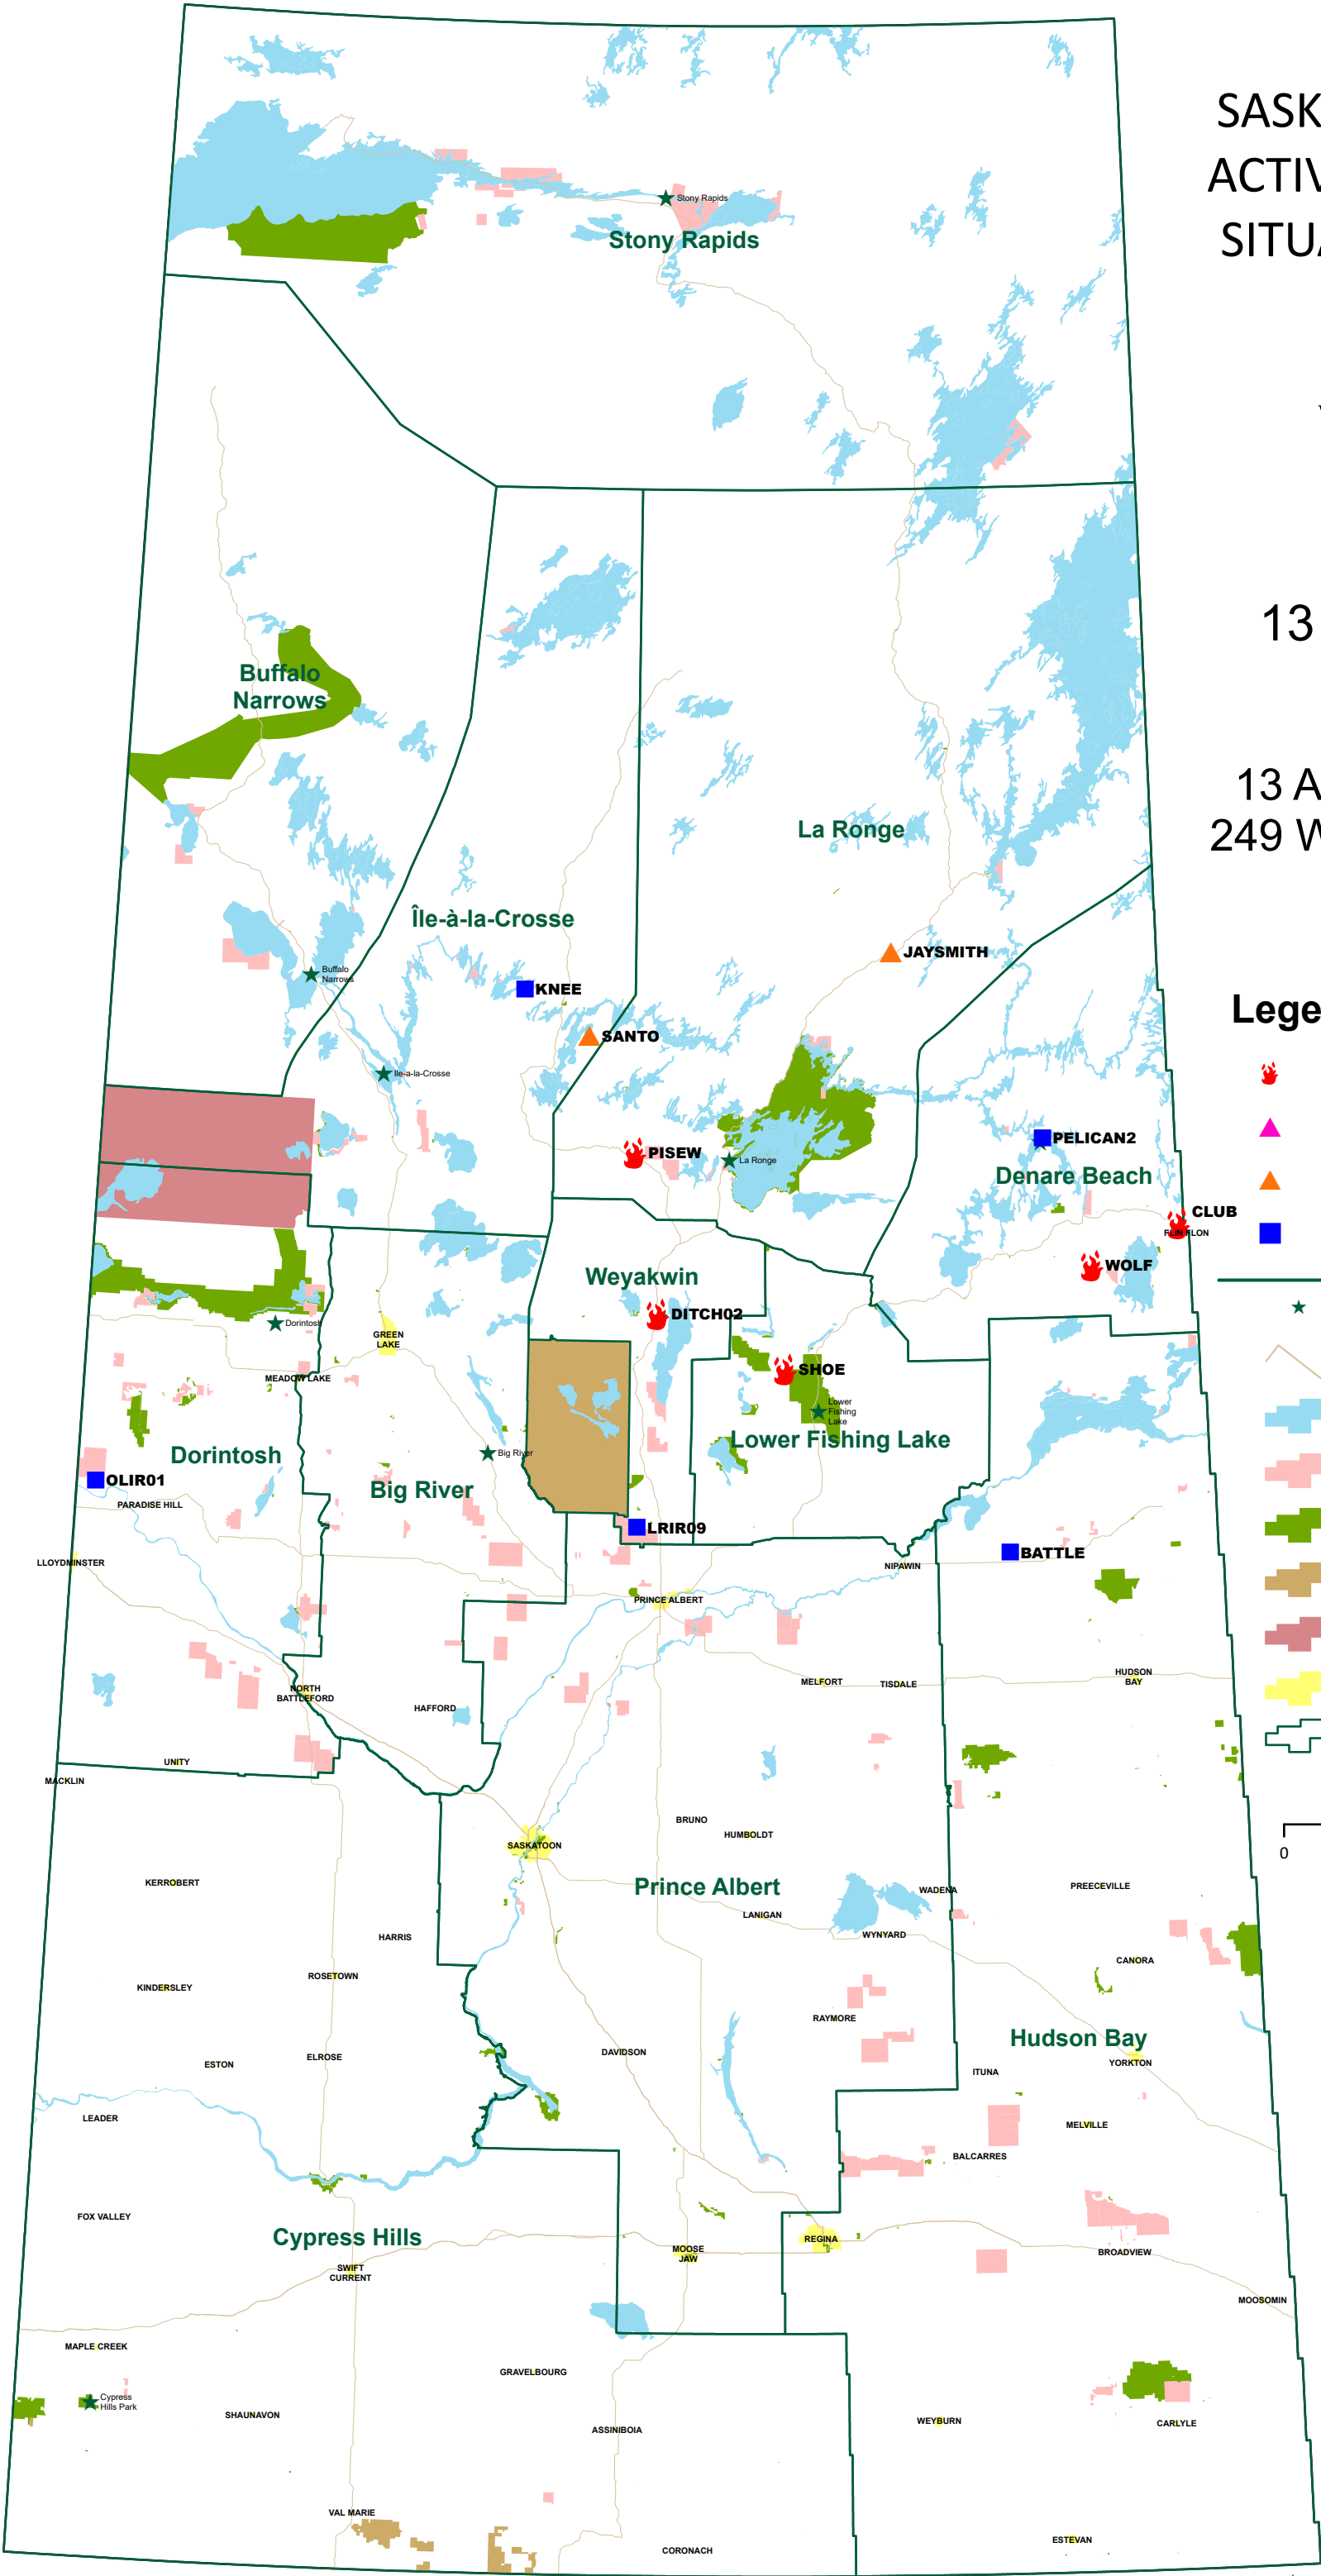 SASK
ACTIV
SITUA
Stony Rapids
Stony Rapids
13
Buffalo
Narrows
13 A
249 W
La Ronge
Île-à-la-Crosse
JAYSMITH
Buffalo
Narrows
KNEE
Lege
SANTO
Ile-a-la-Crosse
PELICAN2
PISEW
La Ronge
Denare Beach
CLUB
FLIN FLON
WOLF
Weyakwin
DITCH02
Dorintosh
GREEN
LAKE
SHOE
MEADOW LAKE
Lower
Fishing
Lake
Lower Fishing Lake
Dorintosh
Big River
OLIR01
Big River
PARADISE HILL
LRIR09
BATTLE
LLOYDMINSTER
NIPAWIN
PRINCE ALBERT
HUDSON
BAY
MELFORT
TISDALE
NORTH
BATTLEFORD
HAFFORD
UNITY
MACKLIN
BRUNO
HUMBOLDT
SASKATOON
0
KERROBERT
Prince Albert
WADENA
PREECEVILLE
LANIGAN
WYNYARD
HARRIS
CANORA
ROSETOWN
KINDERSLEY
RAYMORE
Hudson Bay
DAVIDSON
ELROSE
ESTON
YORKTON
ITUNA
LEADER
MELVILLE
BALCARRES
FOX VALLEY
Cypress Hills
REGINA
MOOSE
JAW
BROADVIEW
SWIFT
CURRENT
MOOSOMIN
MAPLE CREEK
GRAVELBOURG
Cypress
Hills Park
SHAUNAVON
WEYBURN
CARLYLE
ASSINIBOIA
VAL MARIE
ESTEVAN
CORONACH